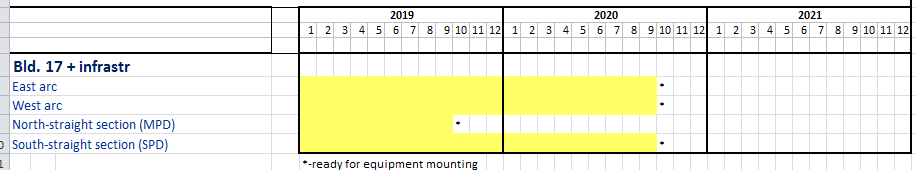 2019 2020 2021
1 2 3 4 5 6 7 8 9 10 11 12 1 2 3 4 5 6 7 8 9 10 11 12 1 2 3 4 5 6 7 8 9 10 11 12
Bld. 17 + infrastr
East arc *
West arc *
North-straight section (MPD) *
South-straight section (SPD) *
*-ready for equipment mounting